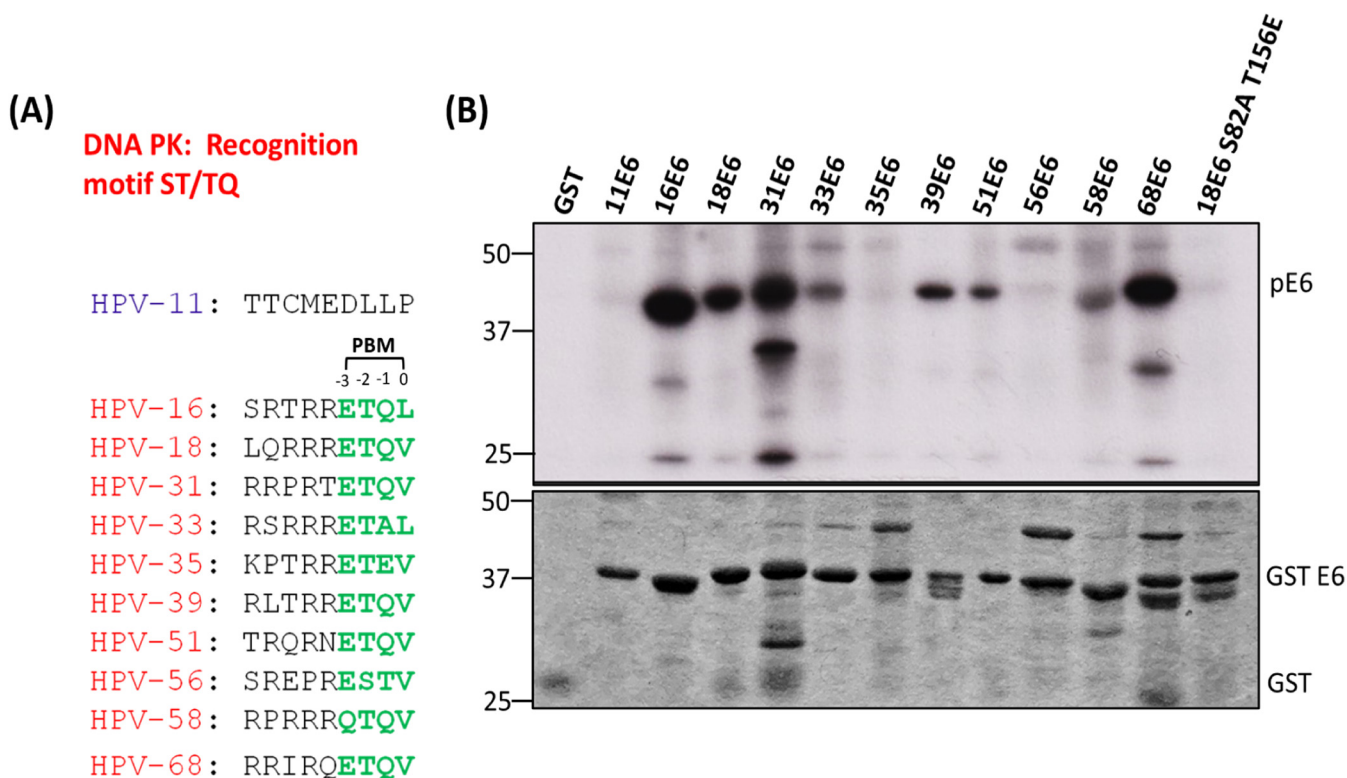 (A)
DNA PK: Recognition
motif ST/TQ
HPV-11: TTCMEDLLP
PBM
-3 -2 -1 0
HPV-16: SRTRRETQL
HPV-18: LQRRRETQV
HPV-31: RRPRTETQV
HPV-33: RSRRRETAL
HPV-35: KPTRRETEV
HPV-39: RLTRRETQV
HPV-51: TRQRNETQV
HPV-56: SREPRESTV
HPV-58: RPRRRQTQV
HPV-68: RRIRQETQV
(B)
GST 11E6 16E6 18E6 31E6 33E6 35E6 39E6 51E6 56E6 58E6 68E6 18E6 S82A T156E
50
37
25
pE6
50
37
25
GST E6
GST